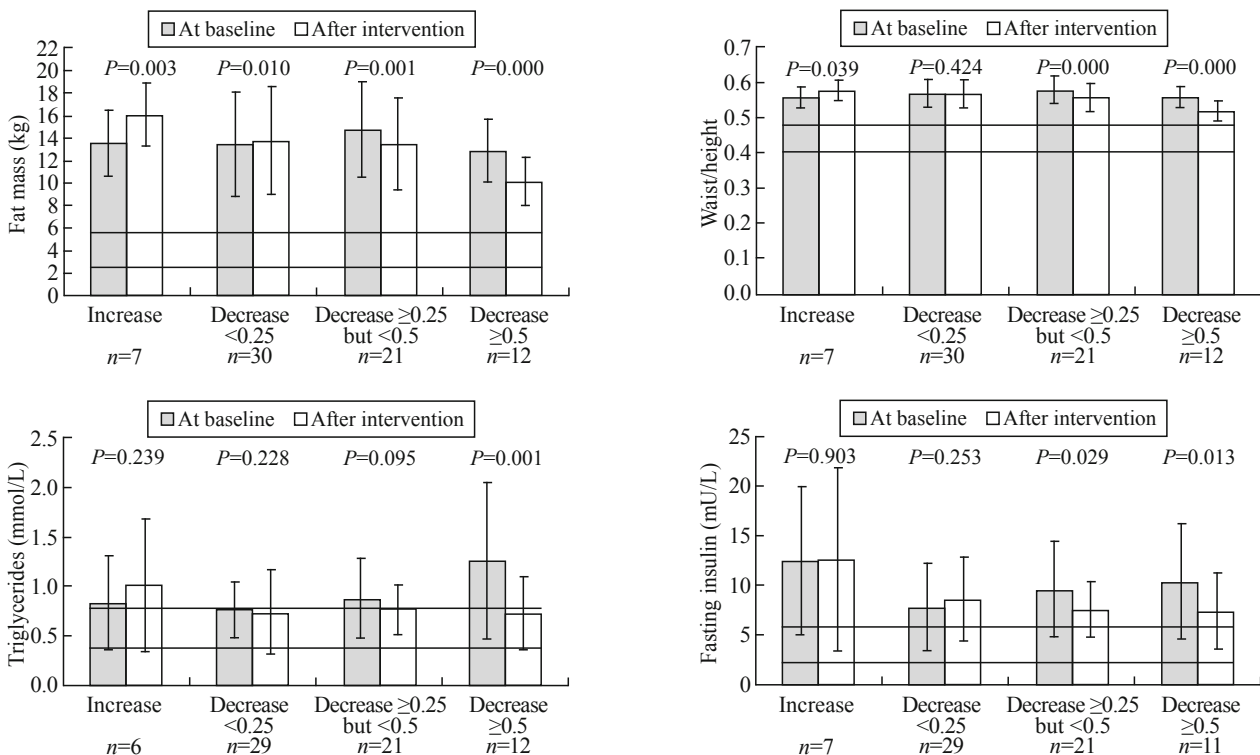 At baseline After intervention
Fat mass (kg)
22
20
18
16
14
12
10
8
6
4
2
0
P=0.003 P=0.010 P=0.001 P=0.000
Increase Decrease Decrease ≥0.25 Decrease
<0.25 but <0.5 ≥0.5
n=7 n=30 n=21 n=12
At baseline After intervention
Waist/height
0.7
0.6
0.5
0.4
0.3
0.2
0.1
0.0
P=0.039 P=0.424 P=0.000 P=0.000
Increase Decrease Decrease ≥0.25 Decrease
<0.25 but <0.5 ≥0.5
n=7 n=30 n=21 n=12
At baseline After intervention
Triglycerides (mmol/L)
2.5
2.0
1.5
1.0
0.5
0.0
P=0.239 P=0.228 P=0.095 P=0.001
Increase Decrease Decrease ≥0.25 Decrease
<0.25 but <0.5 ≥0.5
n=6 n=29 n=21 n=12
At baseline After intervention
Fasting insulin (mU/L)
25
20
15
10
5
0
P=0.903 P=0.253 P=0.029 P=0.013
Increase Decrease Decrease ≥0.25 Decrease
<0.25 but <0.5 ≥0.5
n=7 n=29 n=21 n=11